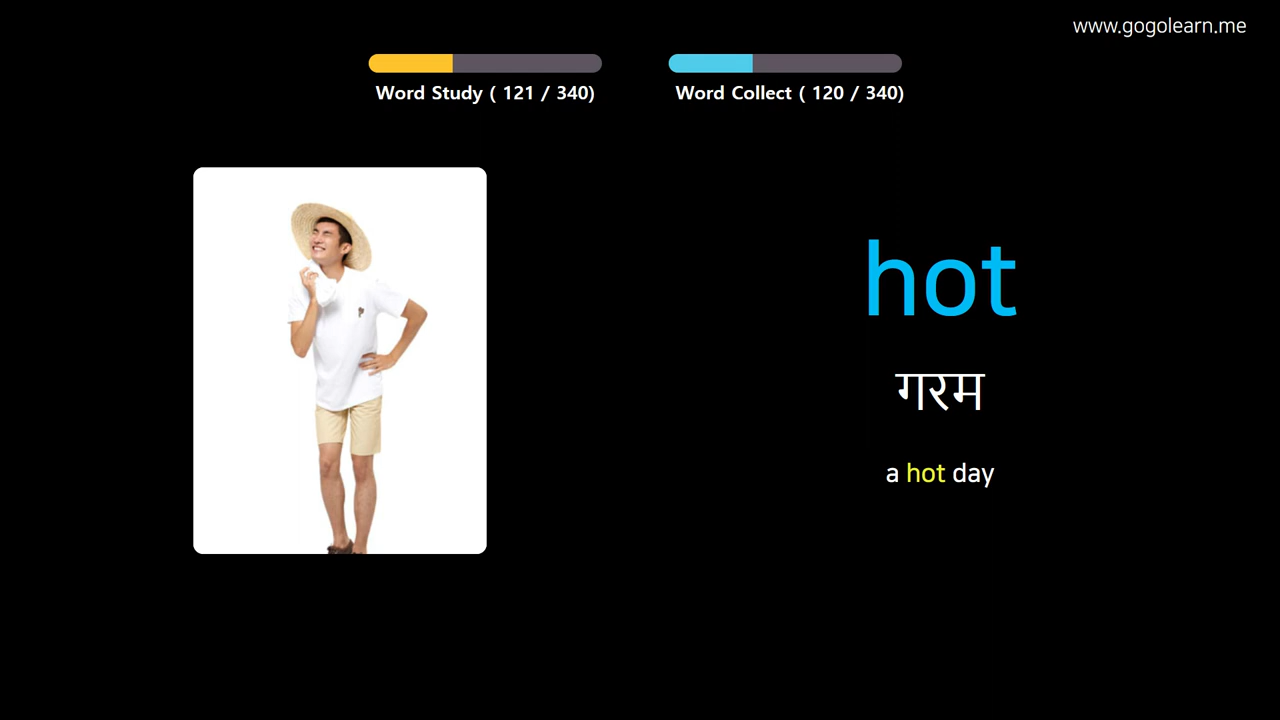 www.gogolearn.me
Word Study ( 121 / 340)
Word Collect ( 120 / 340)
hot
गरम
a hot day